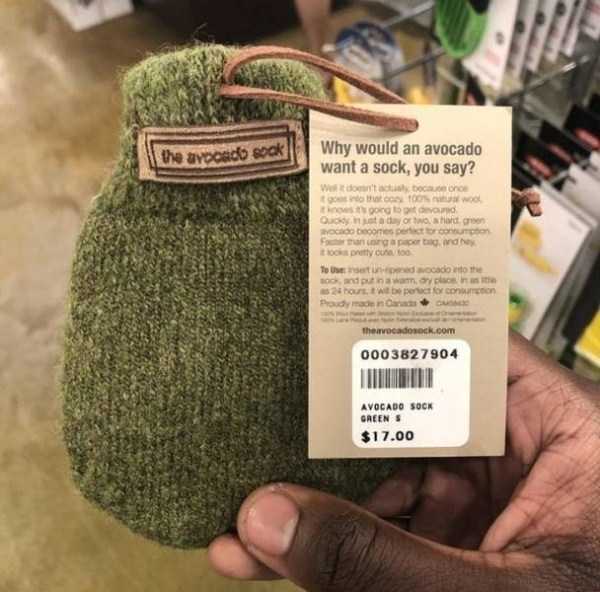 the avocado sock
Why would an avocado
want a sock, you say?
Well it doesn't actually, because once
it goes into that cozy, 100% natural wool,
it knows it's going to get devoured.
Quickly. In just a day or two, a hard, green
avocado becomes perfect for consumption.
Faster than using a paper bag, and hey,
it looks pretty cute, too.
To Use: Insert un-ripened avocado into the
sock, and put in a warm, dry place. In as little
as 24 hours, it will be perfect for consumption.
Proudly made in Canada
theavocadosock.com
0003827904
AVOCADO SOCK
GREEN S
$17.00